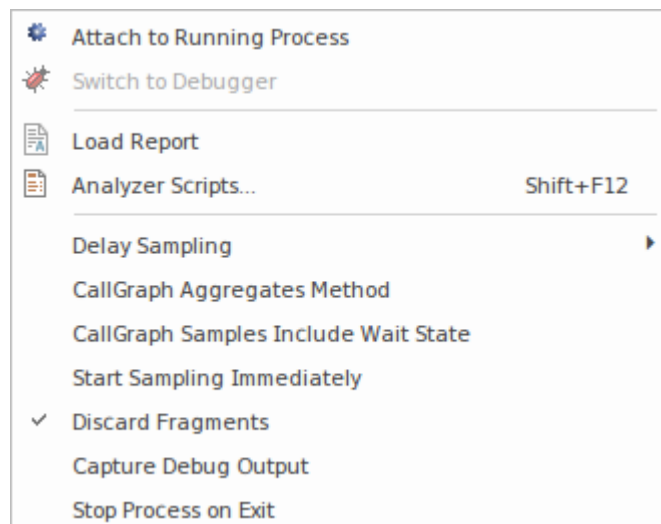 Attach to Running Process
Switch to Debugger
Load Report
Analyzer Scripts... Shift+F12
Delay Sampling
CallGraph Aggregates Method
CallGraph Samples Include Wait State
Start Sampling Immediately
Discard Fragments
Capture Debug Output
Stop Process on Exit